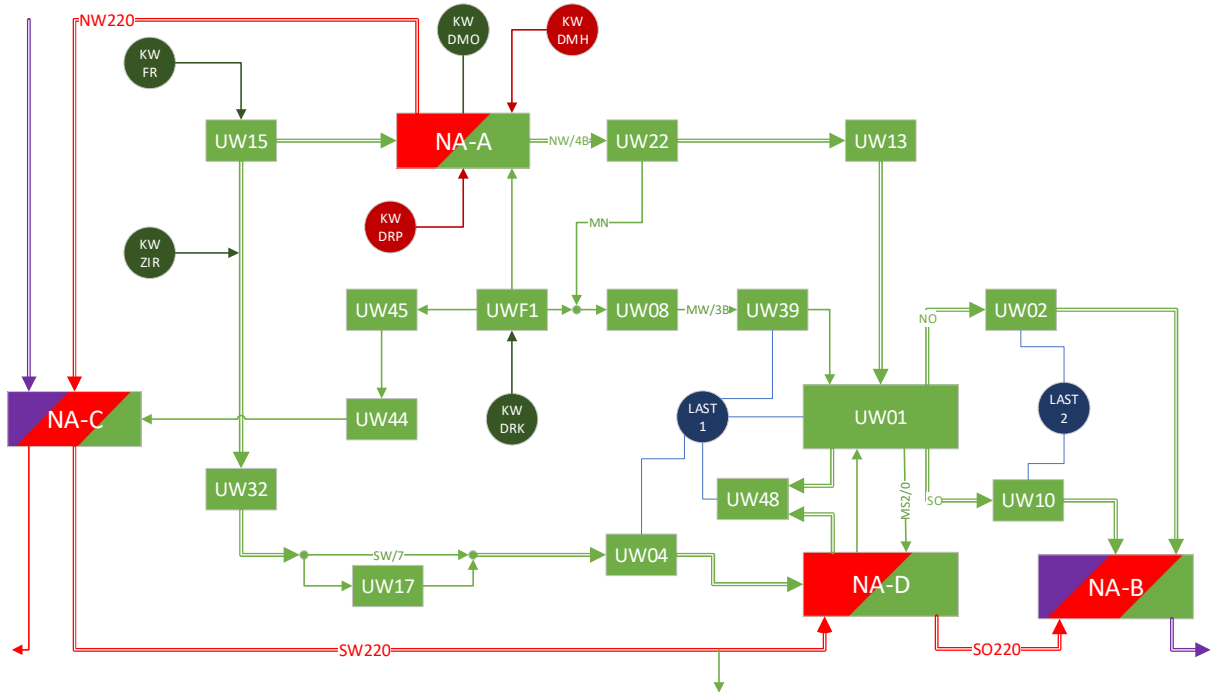 NW220
KW
DMO
KW
DMH
KW
FR
UW15
NA-A
NW/4B
UW22
UW13
KW
DRP
MN
KW
ZIR
UW45
UWF1
UW08
MW/3B
UW39
UW02
NO
NA-C
UW44
KW
DRK
LAST
1
UW01
LAST
2
UW32
UW48
MS2/0
SO
UW10
SW/7
UW04
UW17
NA-D
NA-B
SW220
SO220